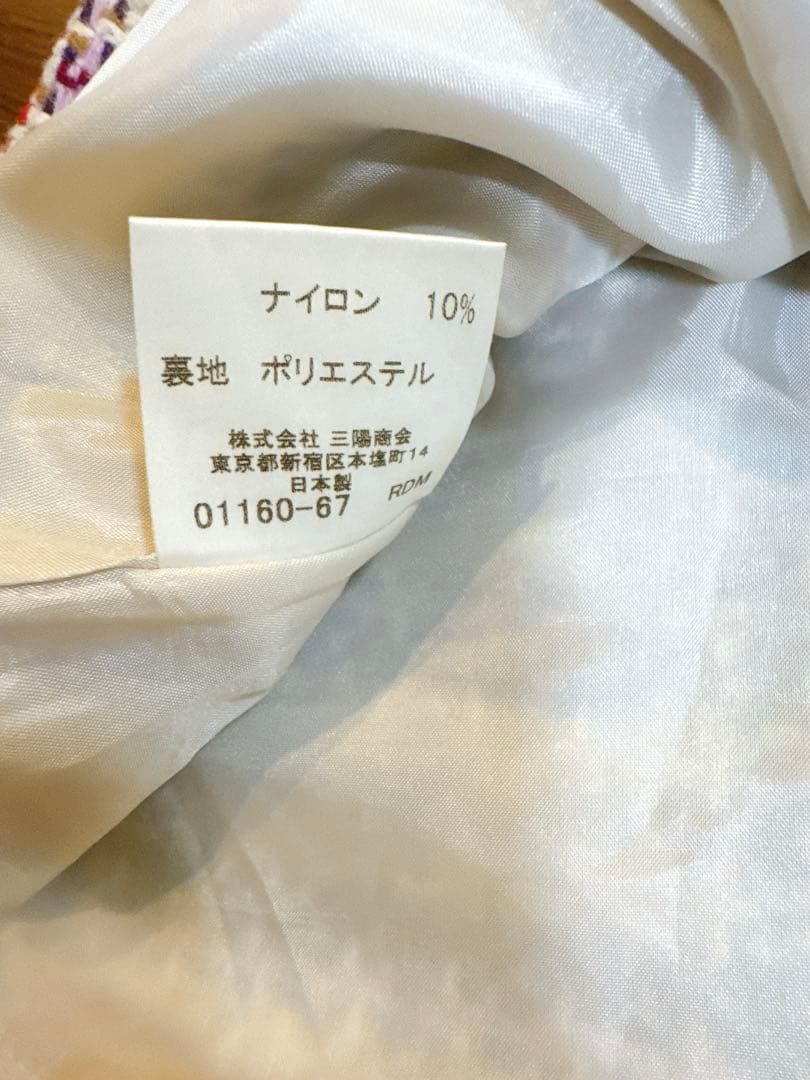 ナイロン 10%
裏地 ポリエステル
株式会社 三陽商会
東京都新宿区本塩町14
日本製
01160-67 RDM